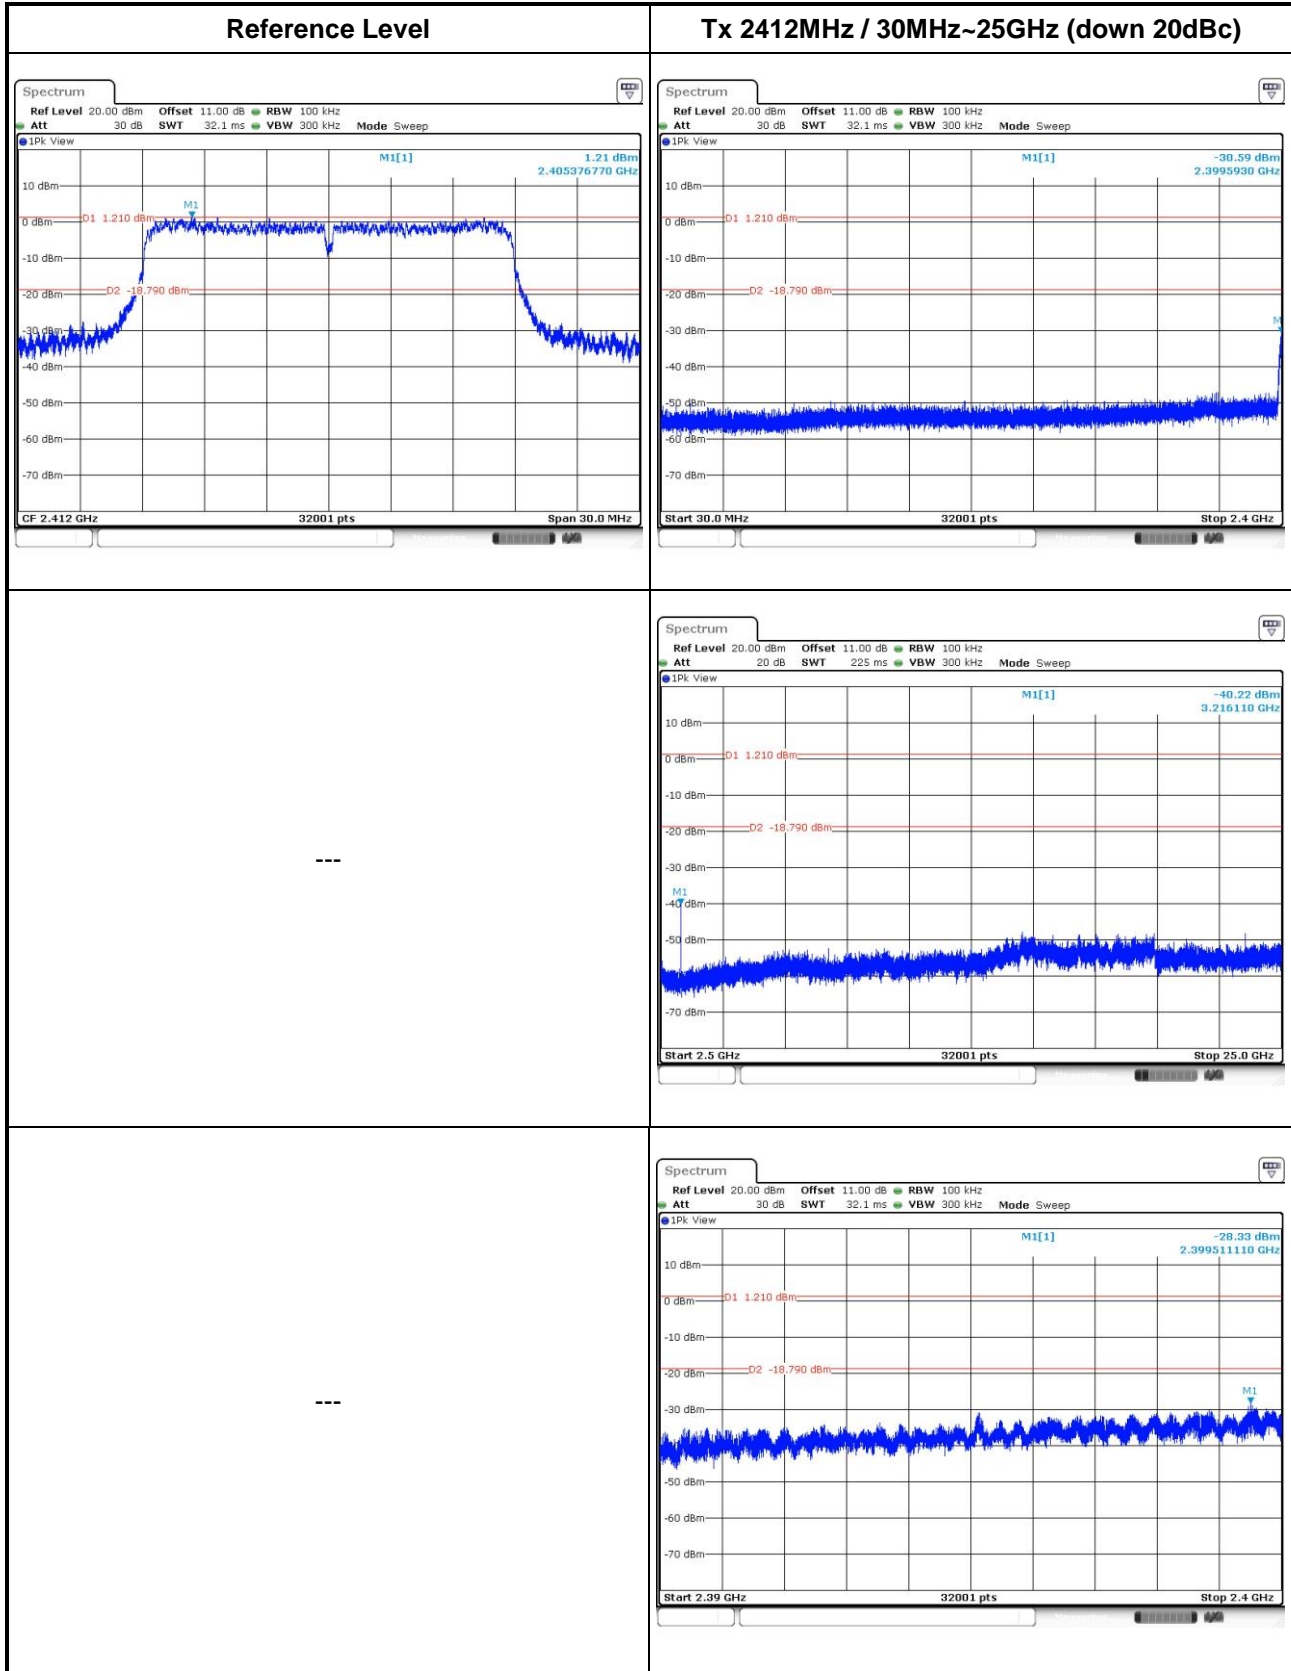 Reference Level
Tx 2412MHz / 30MHz~25GHz (down 20dBc)
Spectrum
Ref Level 20.00 dBm Offset 11.00 dB RBW 100 kHz
Att 30 dB SWT 32.1 ms VBW 300 kHz Mode Sweep
1Pk View
M1[1] 1.21 dBm
2.405376770 GHz
10 dBm
M1
D1 1.210 dBm
0 dBm
-10 dBm
D2 -18.790 dBm
-20 dBm
-30 dBm
-40 dBm
-50 dBm
-60 dBm
-70 dBm
CF 2.412 GHz 32001 pts Span 30.0 MHz
Spectrum
Ref Level 20.00 dBm Offset 11.00 dB RBW 100 kHz
Att 30 dB SWT 32.1 ms VBW 300 kHz Mode Sweep
1Pk View
M1[1] -30.59 dBm
2.3995930 GHz
10 dBm
D1 1.210 dBm
0 dBm
-10 dBm
D2 -18.790 dBm
-20 dBm
M
-30 dBm
-40 dBm
-50 dBm
-60 dBm
-70 dBm
Start 30.0 MHz 32001 pts Stop 2.4 GHz
---
Spectrum
Ref Level 20.00 dBm Offset 11.00 dB RBW 100 kHz
Att 20 dB SWT 225 ms VBW 300 kHz Mode Sweep
1Pk View
M1[1] -40.22 dBm
3.216110 GHz
10 dBm
D1 1.210 dBm
0 dBm
-10 dBm
D2 -18.790 dBm
-20 dBm
-30 dBm
M1
-40 dBm
-50 dBm
-70 dBm
Start 2.5 GHz 32001 pts Stop 25.0 GHz
---
Spectrum
Ref Level 20.00 dBm Offset 11.00 dB RBW 100 kHz
Att 30 dB SWT 32.1 ms VBW 300 kHz Mode Sweep
1Pk View
M1[1] -28.33 dBm
2.399511110 GHz
10 dBm
D1 1.210 dBm
0 dBm
-10 dBm
D2 -18.790 dBm
-20 dBm
M1
-30 dBm
-50 dBm
-60 dBm
-70 dBm
Start 2.39 GHz 32001 pts Stop 2.4 GHz